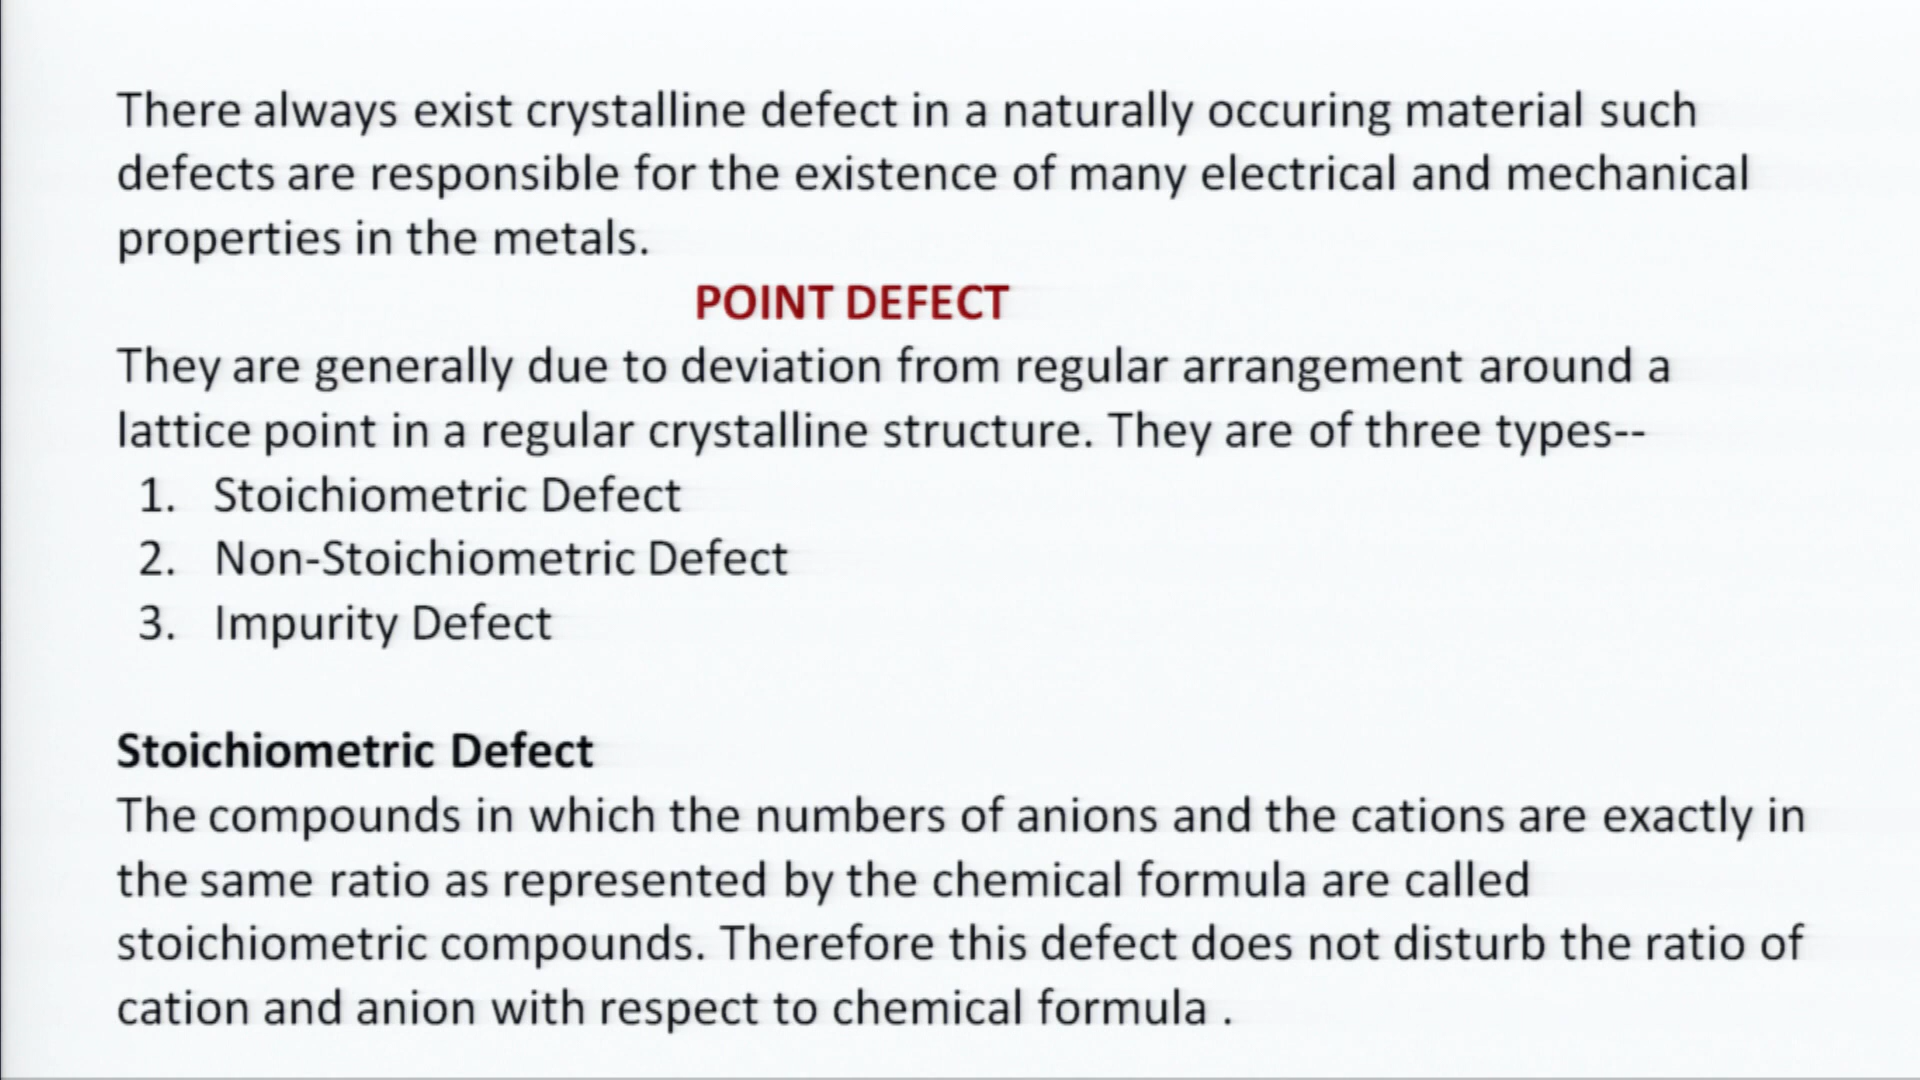 There always exist crystalline defect in a naturally occuring material such
defects are responsible for the existence of many electrical and mechanical
properties in the metals.
POINT DEFECT
They are generally due to deviation from regular arrangement around a
lattice point in a regular crystalline structure. They are of three types--
1. Stoichiometric Defect
2. Non-Stoichiometric Defect
3. Impurity Defect
Stoichiometric Defect
The compounds in which the numbers of anions and the cations are exactly in
the same ratio as represented by the chemical formula are called
stoichiometric compounds. Therefore this defect does not disturb the ratio of
cation and anion with respect to chemical formula .